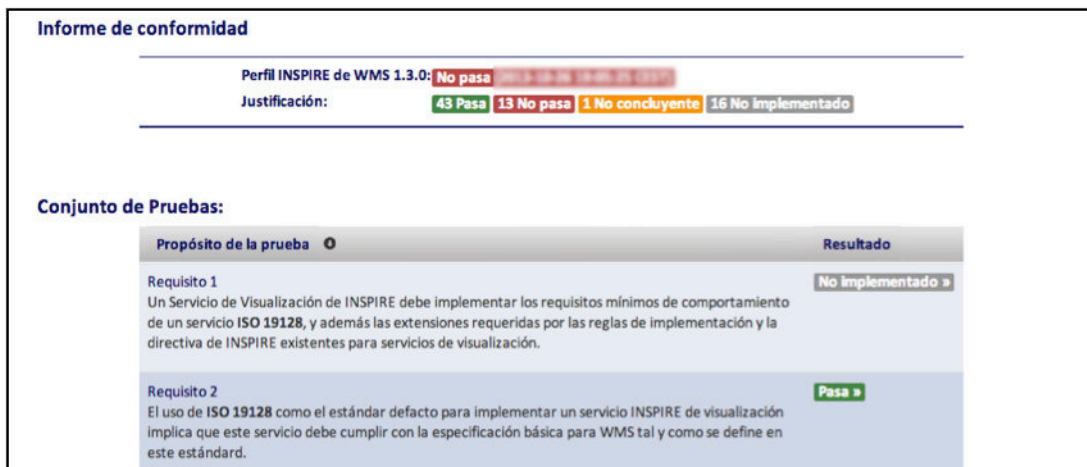 Informe de conformidad
Perfil INSPIRE de WMS 1.3.0: No pasa
Justificación: 43 Pasa 13 No pasa 1 No concluyente 16 No implementado
Conjunto de Pruebas:
Propósito de la prueba Resultado
Requisito 1 No implementado »
Un Servicio de Visualización de INSPIRE debe implementar los requisitos mínimos de comportamiento
de un servicio ISO 19128, y además las extensiones requeridas por las reglas de implementación y la
directiva de INSPIRE existentes para servicios de visualización.
Requisito 2 Pasa »
El uso de ISO 19128 como el estándar defacto para implementar un servicio INSPIRE de visualización
implica que este servicio debe cumplir con la especificación básica para WMS tal y como se define en
este estándard.